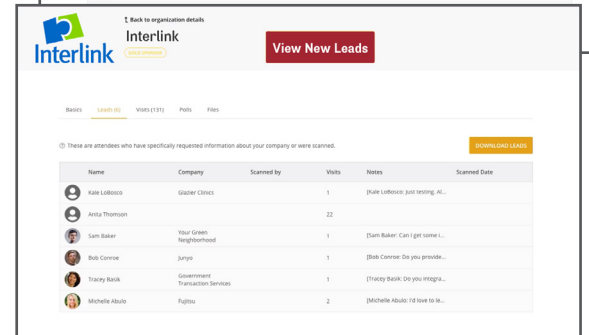 Back to organization details
Interlink
Interlink
GOLD SPONSOR
View New Leads
Basics Leads (6) Visits (131) Polls Files
These are attendees who have specifically requested information about your company or were scanned.
DOWNLOAD LEADS
Name Company Scanned by Visits Notes Scanned Date
Kale LoBosco Glazier Clinics 1 [Kale LoBosco: Just testing. Al...
Anita Thomson 22
Sam Baker Your Green Neighborhood 1 [Sam Baker: Can I get some i...
Bob Conroe Junyo 1 [Bob Conroe: Do you provide...
Tracey Basik Government Transaction Services 1 [Tracey Basik: Do you integra...
Michelle Abulo Fujitsu 2 [Michelle Abulo: I'd love to le...